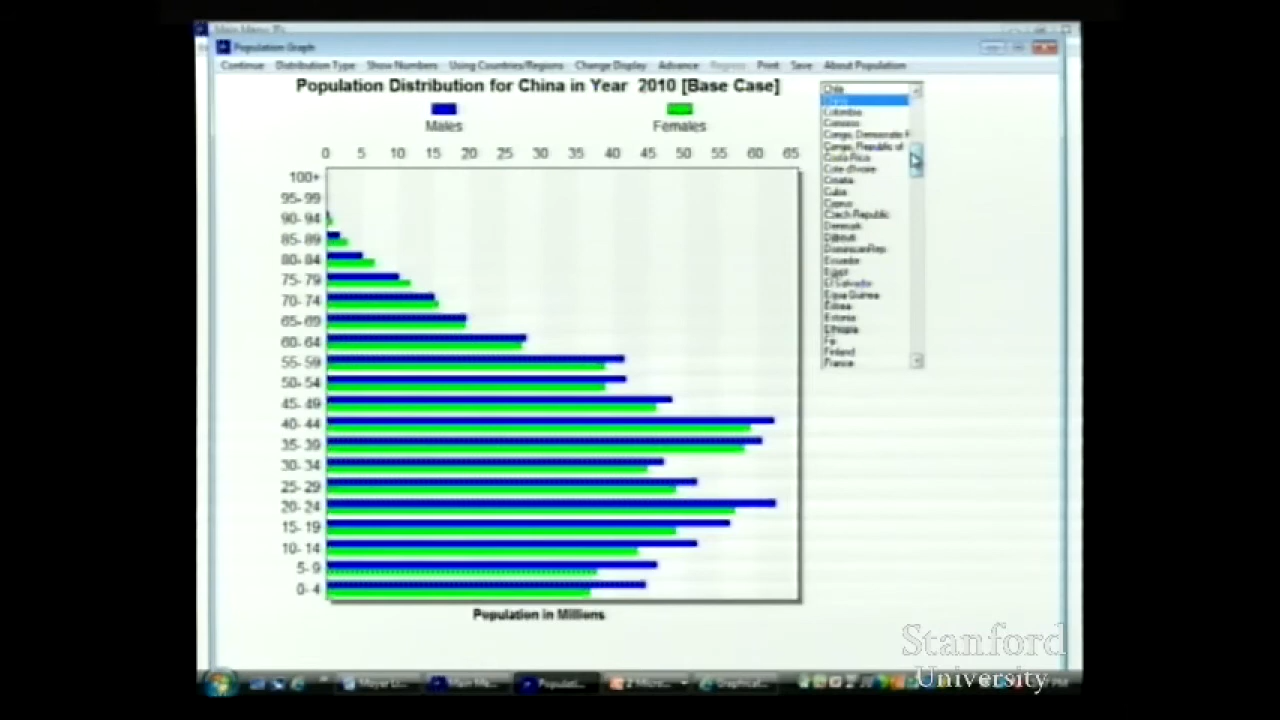 Population Graph
Continue Distribution Type Show Numbers Using Countries/Regions Change Display Advance Regress Print Save About Population
Population Distribution for China in Year 2010 [Base Case]
Males Females
0 5 10 15 20 25 30 35 40 45 50 55 60 65
100+
95- 99
90- 94
85- 89
80- 84
75- 79
70- 74
65- 69
60- 64
55- 59
50- 54
45- 49
40- 44
35- 39
30- 34
25- 29
20- 24
15- 19
10- 14
5- 9
0- 4
Population in Millions
Chile
China
Colombia
Comoros
Congo, Democratic R
Congo, Republic of
Costa Rica
Cote d'Ivoire
Croatia
Cuba
Cyprus
Czech Republic
Denmark
Djibouti
DominicanRep
Ecuador
Egypt
El Salvador
Equa Guinea
Eritrea
Estonia
Ethiopia
Fiji
Finland
France
Stanford
University